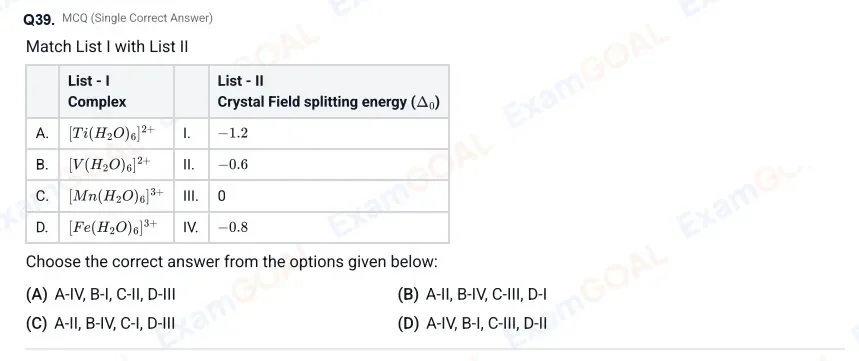 Q39. MCQ (Single Correct Answer)
Match List I with List II
List - I
Complex
List - II
Crystal Field splitting energy (Δ₀)
A. [Ti(H₂O)₆]²⁺ I. −1.2
B. [V(H₂O)₆]²⁺ II. −0.6
C. [Mn(H₂O)₆]³⁺ III. 0
D. [Fe(H₂O)₆]³⁺ IV. −0.8
Choose the correct answer from the options given below:
(A) A-IV, B-I, C-II, D-III (B) A-II, B-IV, C-III, D-I
(C) A-II, B-IV, C-I, D-III (D) A-IV, B-I, C-III, D-II
ExamGOAL